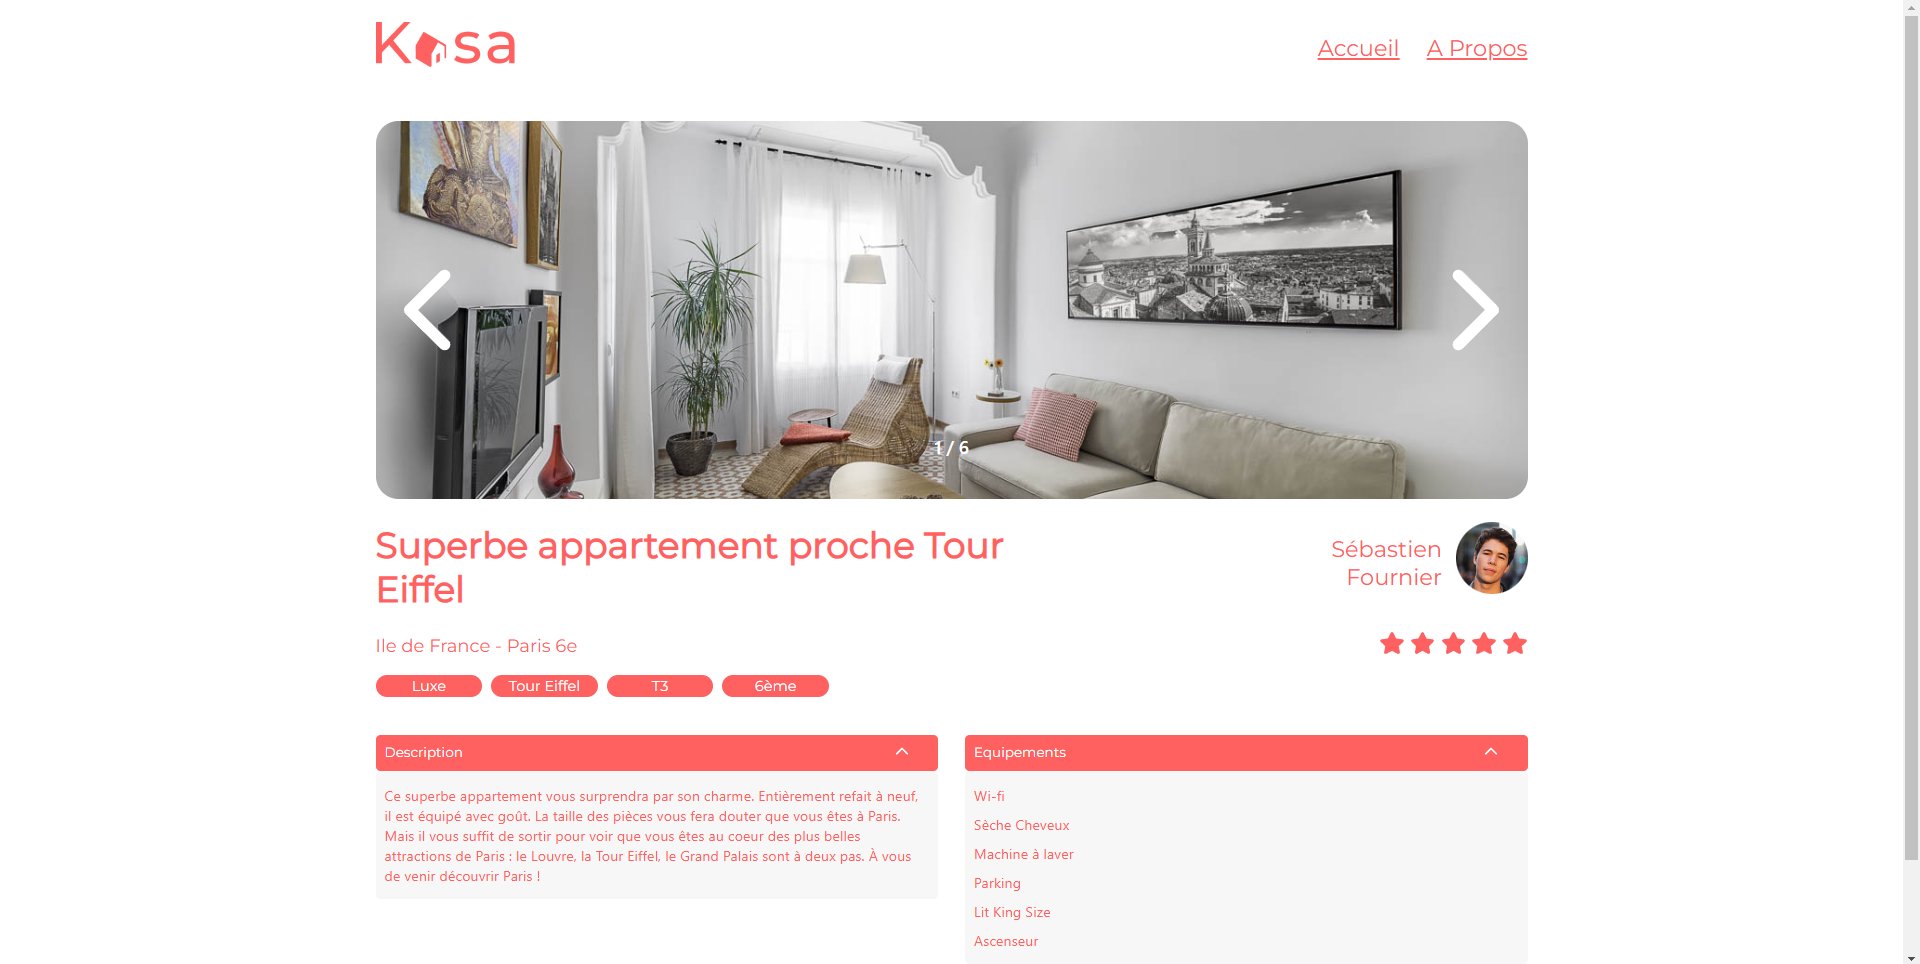 Kasa
Accueil A Propos
1 / 6
Superbe appartement proche Tour
Eiffel
Sébastien
Fournier
Ile de France - Paris 6e
Luxe Tour Eiffel T3 6ème
Description
Ce superbe appartement vous surprendra par son charme. Entièrement refait à neuf,
il est équipé avec goût. La taille des pièces vous fera douter que vous êtes à Paris.
Mais il vous suffit de sortir pour voir que vous êtes au coeur des plus belles
attractions de Paris : le Louvre, la Tour Eiffel, le Grand Palais sont à deux pas. À vous
de venir découvrir Paris !
Equipements
Wi-fi
Sèche Cheveux
Machine à laver
Parking
Lit King Size
Ascenseur